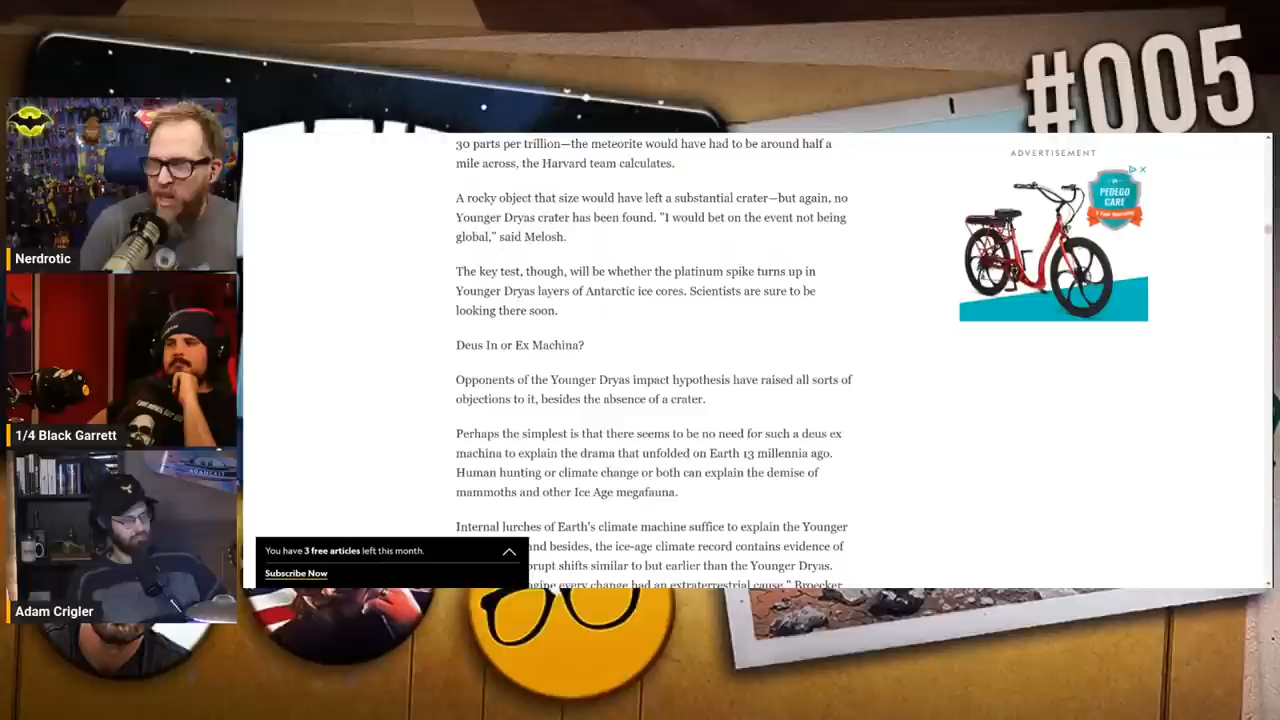 #005
30 parts per trillion—the meteorite would have had to be around half a
mile across, the Harvard team calculates.
A rocky object that size would have left a substantial crater—but again, no
Younger Dryas crater has been found. "I would bet on the event not being
global," said Melosh.
The key test, though, will be whether the platinum spike turns up in
Younger Dryas layers of Antarctic ice cores. Scientists are sure to be
looking there soon.
Deus In or Ex Machina?
Opponents of the Younger Dryas impact hypothesis have raised all sorts of
objections to it, besides the absence of a crater.
Perhaps the simplest is that there seems to be no need for such a deus ex
machina to explain the drama that unfolded on Earth 13 millennia ago.
Human hunting or climate change or both can explain the demise of
mammoths and other Ice Age megafauna.
Internal lurches of Earth's climate machine suffice to explain the Younger
and besides, the ice-age climate record contains evidence of
shifts similar to but earlier than the Younger Dryas.
every change had an extraterrestrial cause," Broecker
You have 3 free articles left this month.
Subscribe Now
ADVERTISEMENT
PEDEGO
CARE
Nerdrotic
1/4 Black Garrett
Adam Crigler